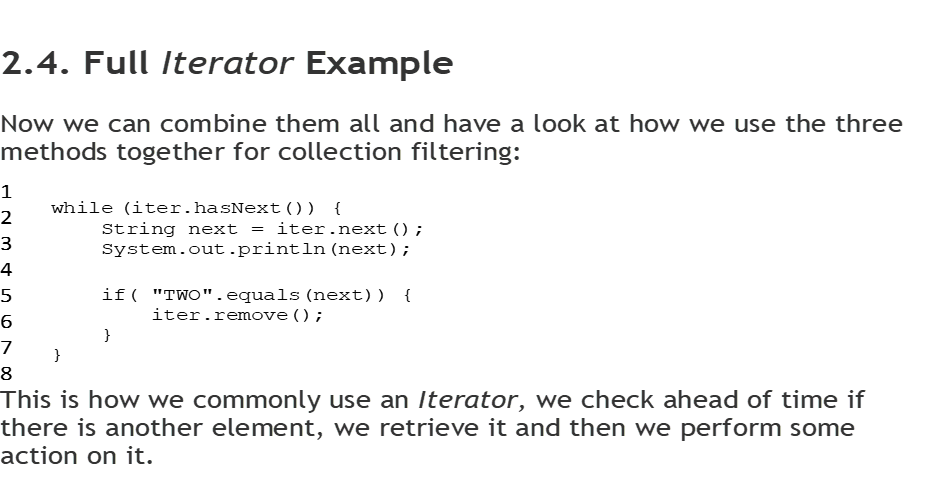 2.4. Full Iterator Example
Now we can combine them all and have a look at how we use the three
methods together for collection filtering:
1
while (iter.hasNext()) {
2
String next = iter.next();
3
System.out.println(next);
4
5
if( "TWO".equals(next)) {
6
iter.remove();
}
7
}
8
This is how we commonly use an Iterator, we check ahead of time if
there is another element, we retrieve it and then we perform some
action on it.